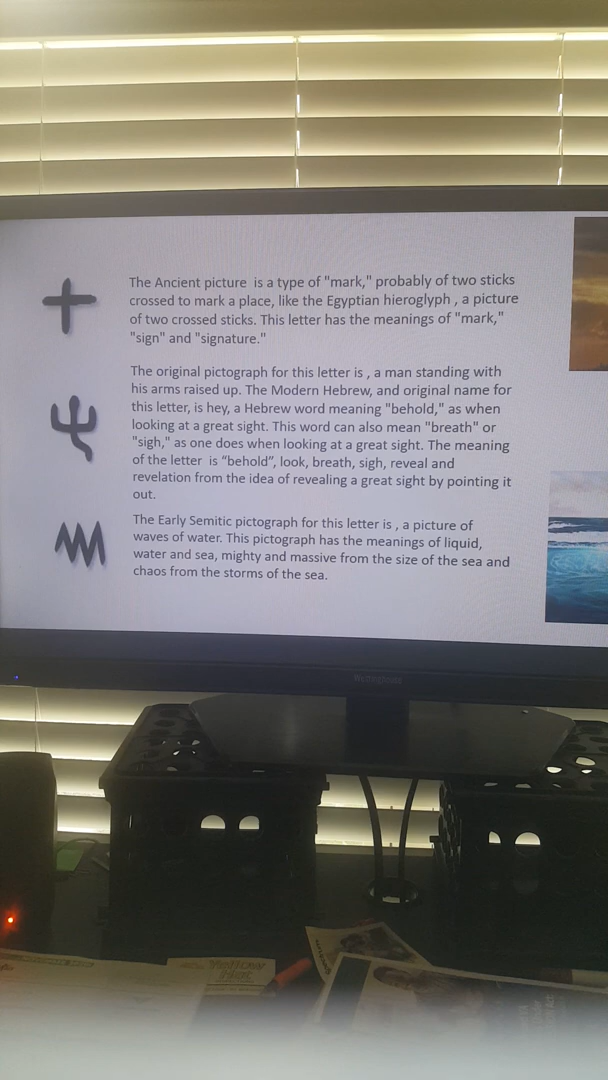 The Ancient picture is a type of "mark," probably of two sticks
crossed to mark a place, like the Egyptian hieroglyph , a picture
of two crossed sticks. This letter has the meanings of "mark,"
"sign" and "signature."
The original pictograph for this letter is , a man standing with
his arms raised up. The Modern Hebrew, and original name for
this letter, is hey, a Hebrew word meaning "behold," as when
looking at a great sight. This word can also mean "breath" or
"sigh," as one does when looking at a great sight. The meaning
of the letter is “behold”, look, breath, sigh, reveal and
revelation from the idea of revealing a great sight by pointing it
out.
The Early Semitic pictograph for this letter is , a picture of
waves of water. This pictograph has the meanings of liquid,
water and sea, mighty and massive from the size of the sea and
chaos from the storms of the sea.
Westinghouse